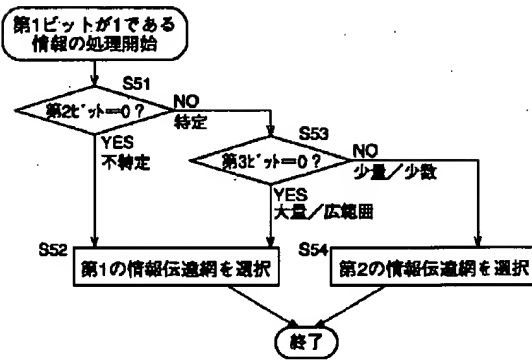 第1ビットが1である
情報の処理開始
S51
第2ビット=0?
NO
特定
YES
不特定
S53
第3ビット=0?
NO
少量/少数
YES
大量/広範囲
S52
第1の情報伝達網を選択
S54
第2の情報伝達網を選択
終了